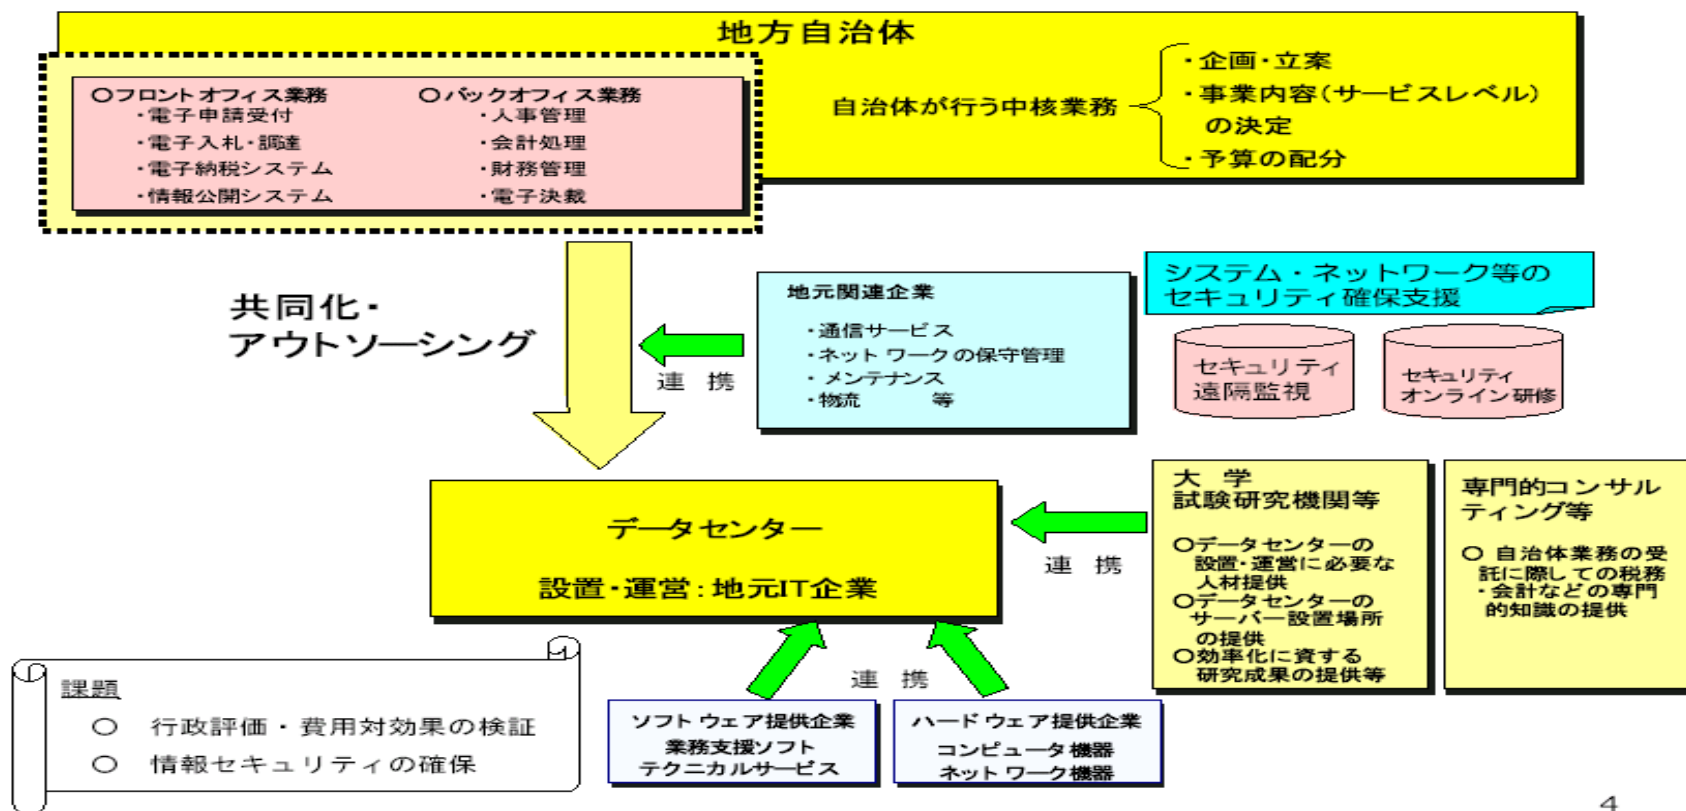 地方自治体
○フロントオフィス業務
・電子申請受付
・電子入札・調達
・電子納税システム
・情報公開システム
○バックオフィス業務
・人事管理
・会計処理
・財務管理
・電子決裁
自治体が行う中核業務
・企画・立案
・事業内容（サービスレベル）
の決定
・予算の配分
共同化・
アウトソーシング
地元関連企業
・通信サービス
・ネットワークの保守管理
・メンテナンス
・物流　　等
連　携
システム・ネットワーク等の
セキュリティ確保支援
セキュリティ
遠隔監視
セキュリティ
オンライン研修
データセンター
設置・運営：地元IT企業
連　携
大　学
試験研究機関等
○データセンターの
設置・運営に必要な
人材提供
○データセンターの
サーバー設置場所
の提供
○効率化に資する
研究成果の提供等
専門的コンサル
ティング等
○ 自治体業務の受
託に際しての税務
・会計などの専門
的知識の提供
連　携
ソフトウェア提供企業
業務支援ソフト
テクニカルサービス
ハードウェア提供企業
コンピュータ機器
ネットワーク機器
課題
○　行政評価・費用対効果の検証
○　情報セキュリティの確保
4